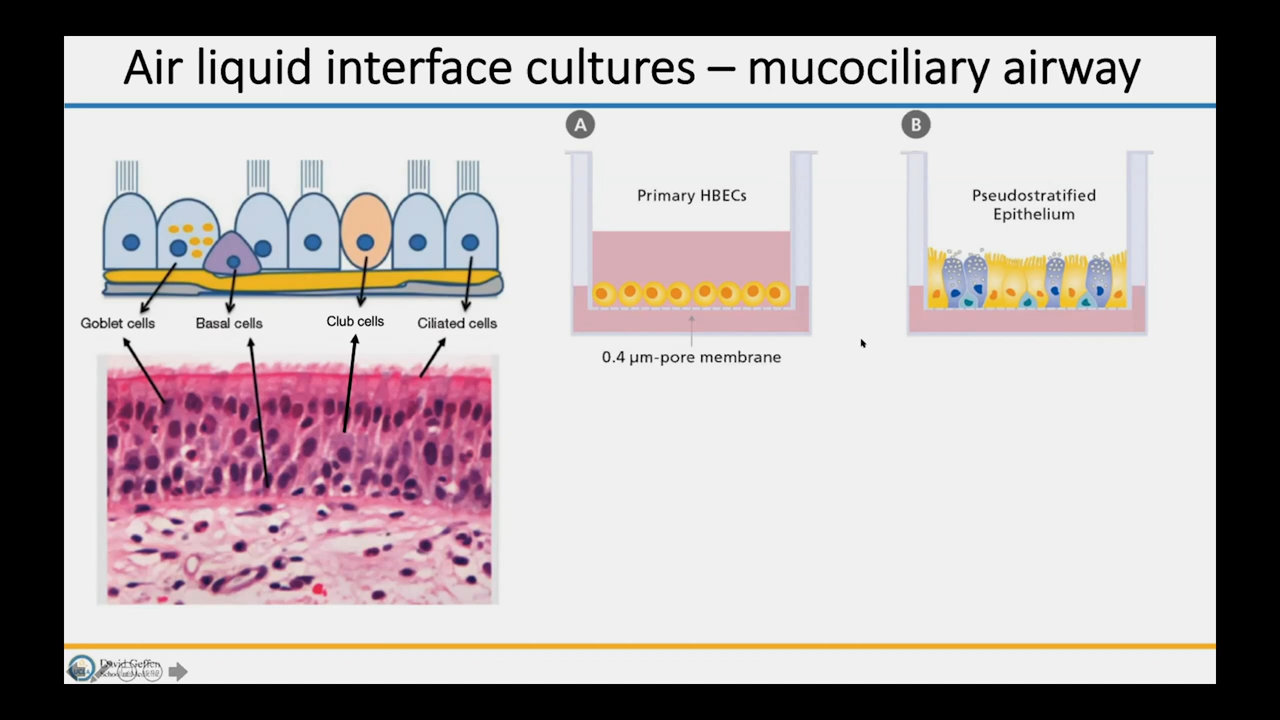 Air liquid interface cultures – mucociliary airway
A
B
Primary HBECs
Pseudostratified
Epithelium
Goblet cells
Basal cells
Club cells
Ciliated cells
0.4 µm-pore membrane
David Geffen
School of Medicine